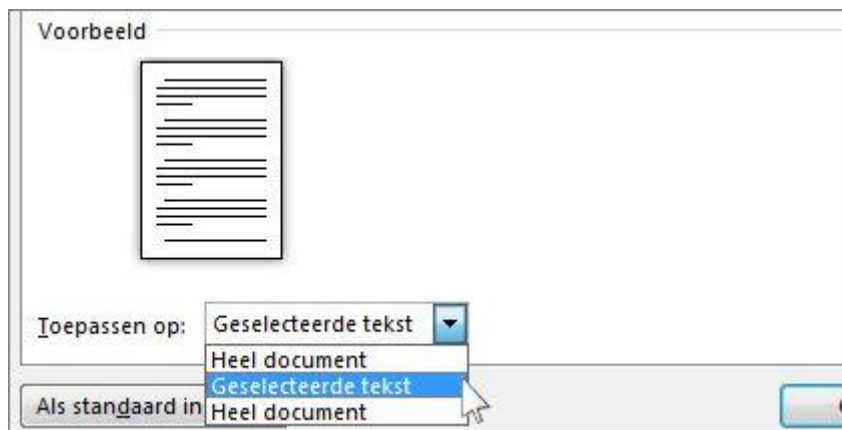 Voorbeeld
Toepassen op: Geselecteerde tekst
Heel document
Geselecteerde tekst
Als standaard in
Heel document